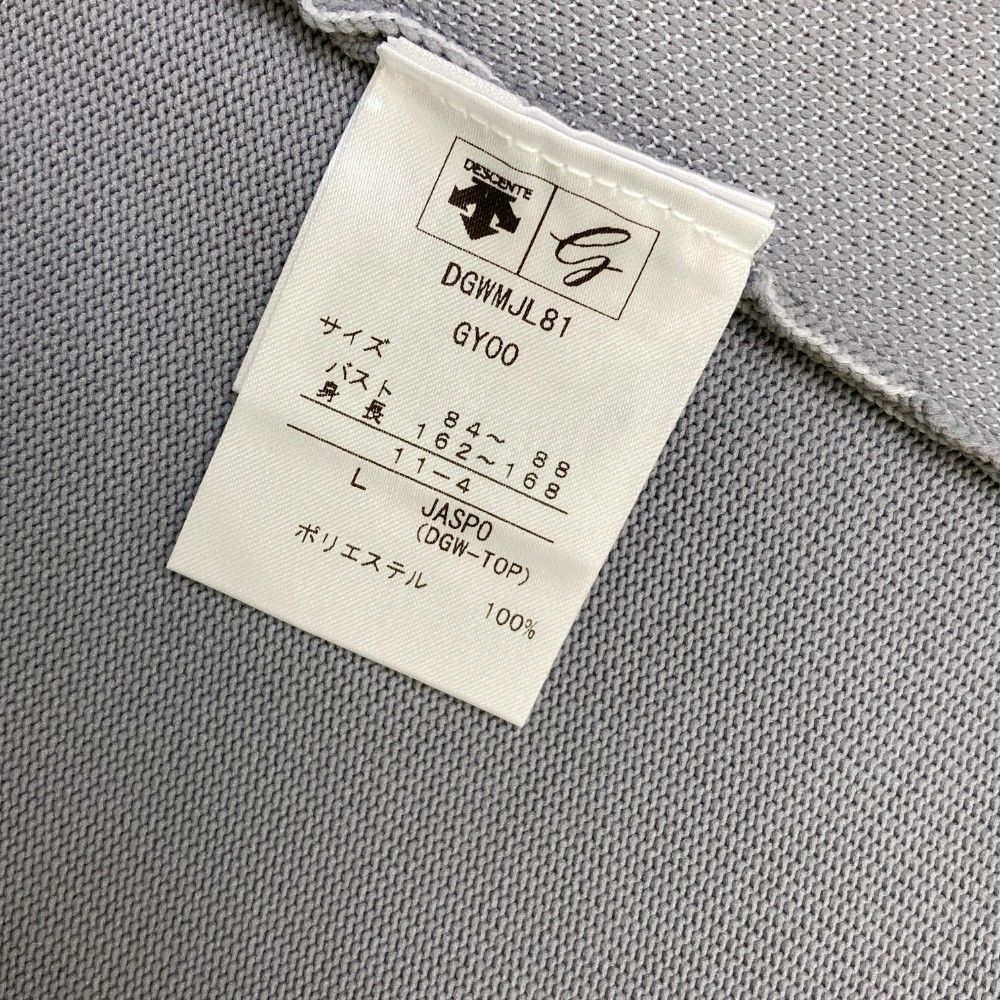 DESCENTE
G
DGWMJL81
GY00
サイズ
バスト 84～ 88
身長 162～168
11－4
L JASPO
(DGW-TOP)
ポリエステル 100%